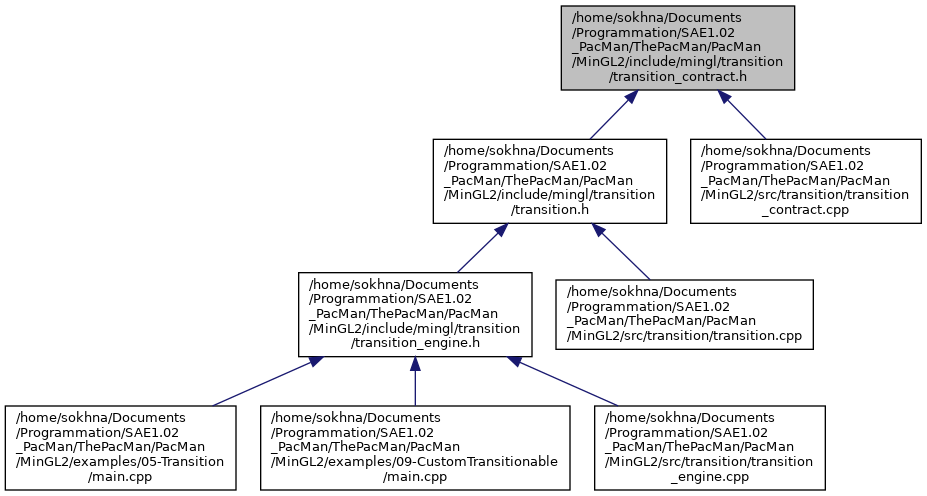 /home/sokhna/Documents
/Programmation/SAE1.02
_PacMan/ThePacMan/PacMan
/MinGL2/include/mingl/transition
/transition_contract.h
/home/sokhna/Documents
/Programmation/SAE1.02
_PacMan/ThePacMan/PacMan
/MinGL2/include/mingl/transition
/transition.h
/home/sokhna/Documents
/Programmation/SAE1.02
_PacMan/ThePacMan/PacMan
/MinGL2/src/transition/transition
_contract.cpp
/home/sokhna/Documents
/Programmation/SAE1.02
_PacMan/ThePacMan/PacMan
/MinGL2/include/mingl/transition
/transition_engine.h
/home/sokhna/Documents
/Programmation/SAE1.02
_PacMan/ThePacMan/PacMan
/MinGL2/src/transition/transition.cpp
/home/sokhna/Documents
/Programmation/SAE1.02
_PacMan/ThePacMan/PacMan
/MinGL2/examples/05-Transition
/main.cpp
/home/sokhna/Documents
/Programmation/SAE1.02
_PacMan/ThePacMan/PacMan
/MinGL2/examples/09-CustomTransitionable
/main.cpp
/home/sokhna/Documents
/Programmation/SAE1.02
_PacMan/ThePacMan/PacMan
/MinGL2/src/transition/transition
_engine.cpp